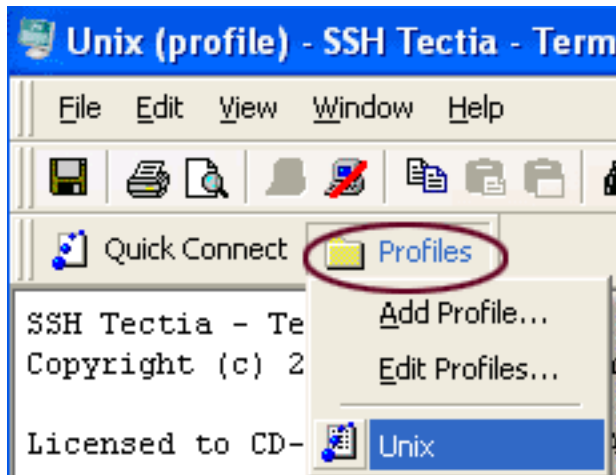 Unix (profile) - SSH Tectia - Term
File Edit View Window Help
Quick Connect Profiles
SSH Tectia - Te
Add Profile...
Copyright (c) 2
Edit Profiles...
Licensed to CD-
Unix